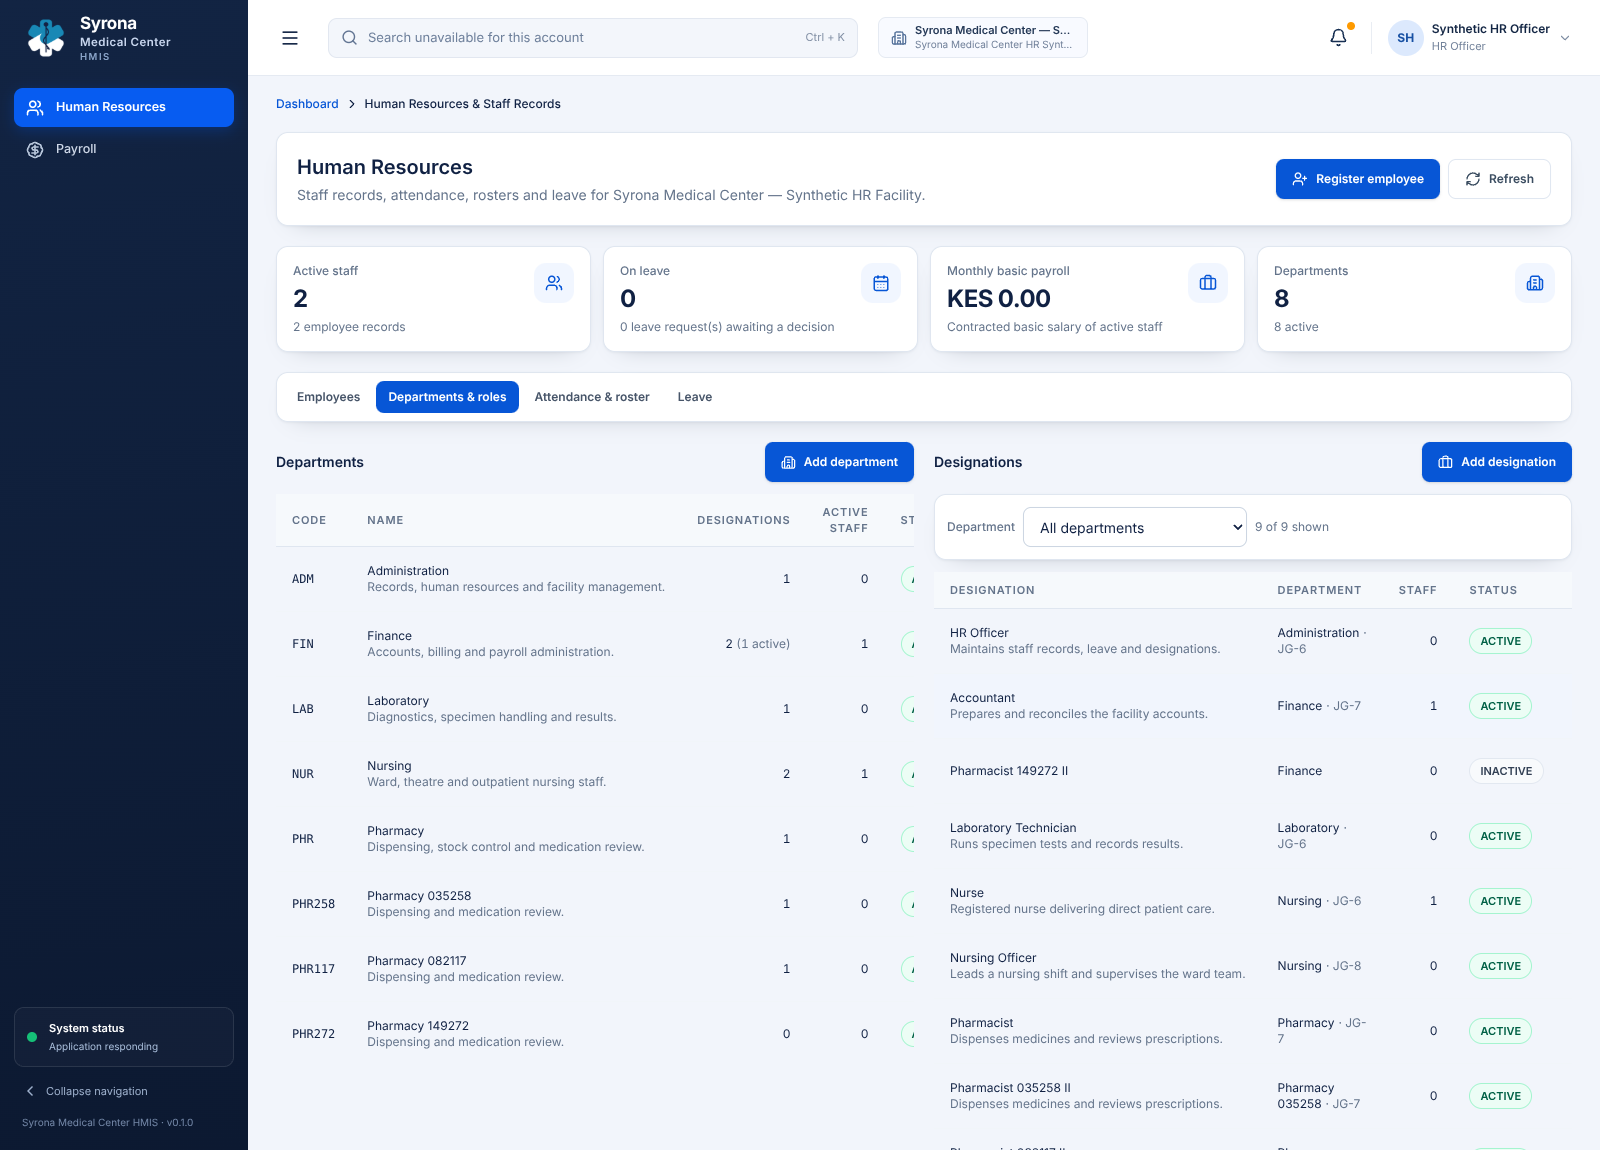 Syrona
Medical Center
HMIS
Human Resources
Payroll
System status
Application responding
Collapse navigation
Syrona Medical Center HMIS · v0.1.0
Search unavailable for this account
Ctrl + K
Syrona Medical Center — S...
Syrona Medical Center HR Synt...
SH
Synthetic HR Officer
HR Officer
Dashboard > Human Resources & Staff Records
Human Resources
Staff records, attendance, rosters and leave for Syrona Medical Center — Synthetic HR Facility.
Register employee
Refresh
Active staff
2
2 employee records
On leave
0
0 leave request(s) awaiting a decision
Monthly basic payroll
KES 0.00
Contracted basic salary of active staff
Departments
8
8 active
Employees
Departments & roles
Attendance & roster
Leave
Departments
Add department
CODE NAME DESIGNATIONS ACTIVE STAFF ST
ADM Administration 1 0
Records, human resources and facility management.
FIN Finance 2 (1 active) 1
Accounts, billing and payroll administration.
LAB Laboratory 1 0
Diagnostics, specimen handling and results.
NUR Nursing 2 1
Ward, theatre and outpatient nursing staff.
PHR Pharmacy 1 0
Dispensing, stock control and medication review.
PHR258 Pharmacy 035258 1 0
Dispensing and medication review.
PHR117 Pharmacy 082117 1 0
Dispensing and medication review.
PHR272 Pharmacy 149272 0 0
Dispensing and medication review.
Designations
Add designation
Department All departments 9 of 9 shown
DESIGNATION DEPARTMENT STAFF STATUS
HR Officer Administration · JG-6 0 ACTIVE
Maintains staff records, leave and designations.
Accountant Finance · JG-7 1 ACTIVE
Prepares and reconciles the facility accounts.
Pharmacist 149272 II Finance 0 INACTIVE
Laboratory Technician Laboratory · JG-6 0 ACTIVE
Runs specimen tests and records results.
Nurse Nursing · JG-6 1 ACTIVE
Registered nurse delivering direct patient care.
Nursing Officer Nursing · JG-8 0 ACTIVE
Leads a nursing shift and supervises the ward team.
Pharmacist Pharmacy · JG-7 0 ACTIVE
Dispenses medicines and reviews prescriptions.
Pharmacist 035258 II Pharmacy 035258 · JG-7 0 ACTIVE
Dispenses medicines and reviews prescriptions.